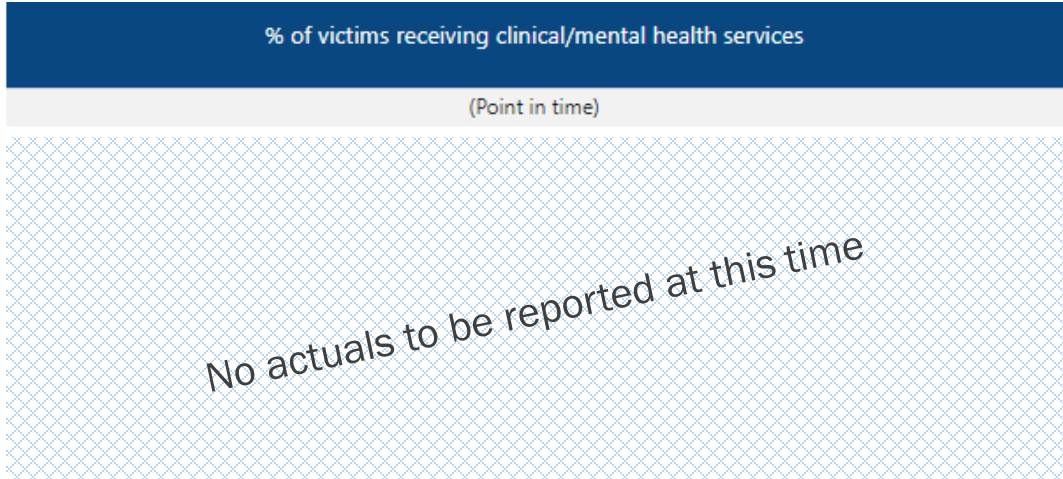 % of victims receiving clinical/mental health services
(Point in time)
No actuals to be reported at this time